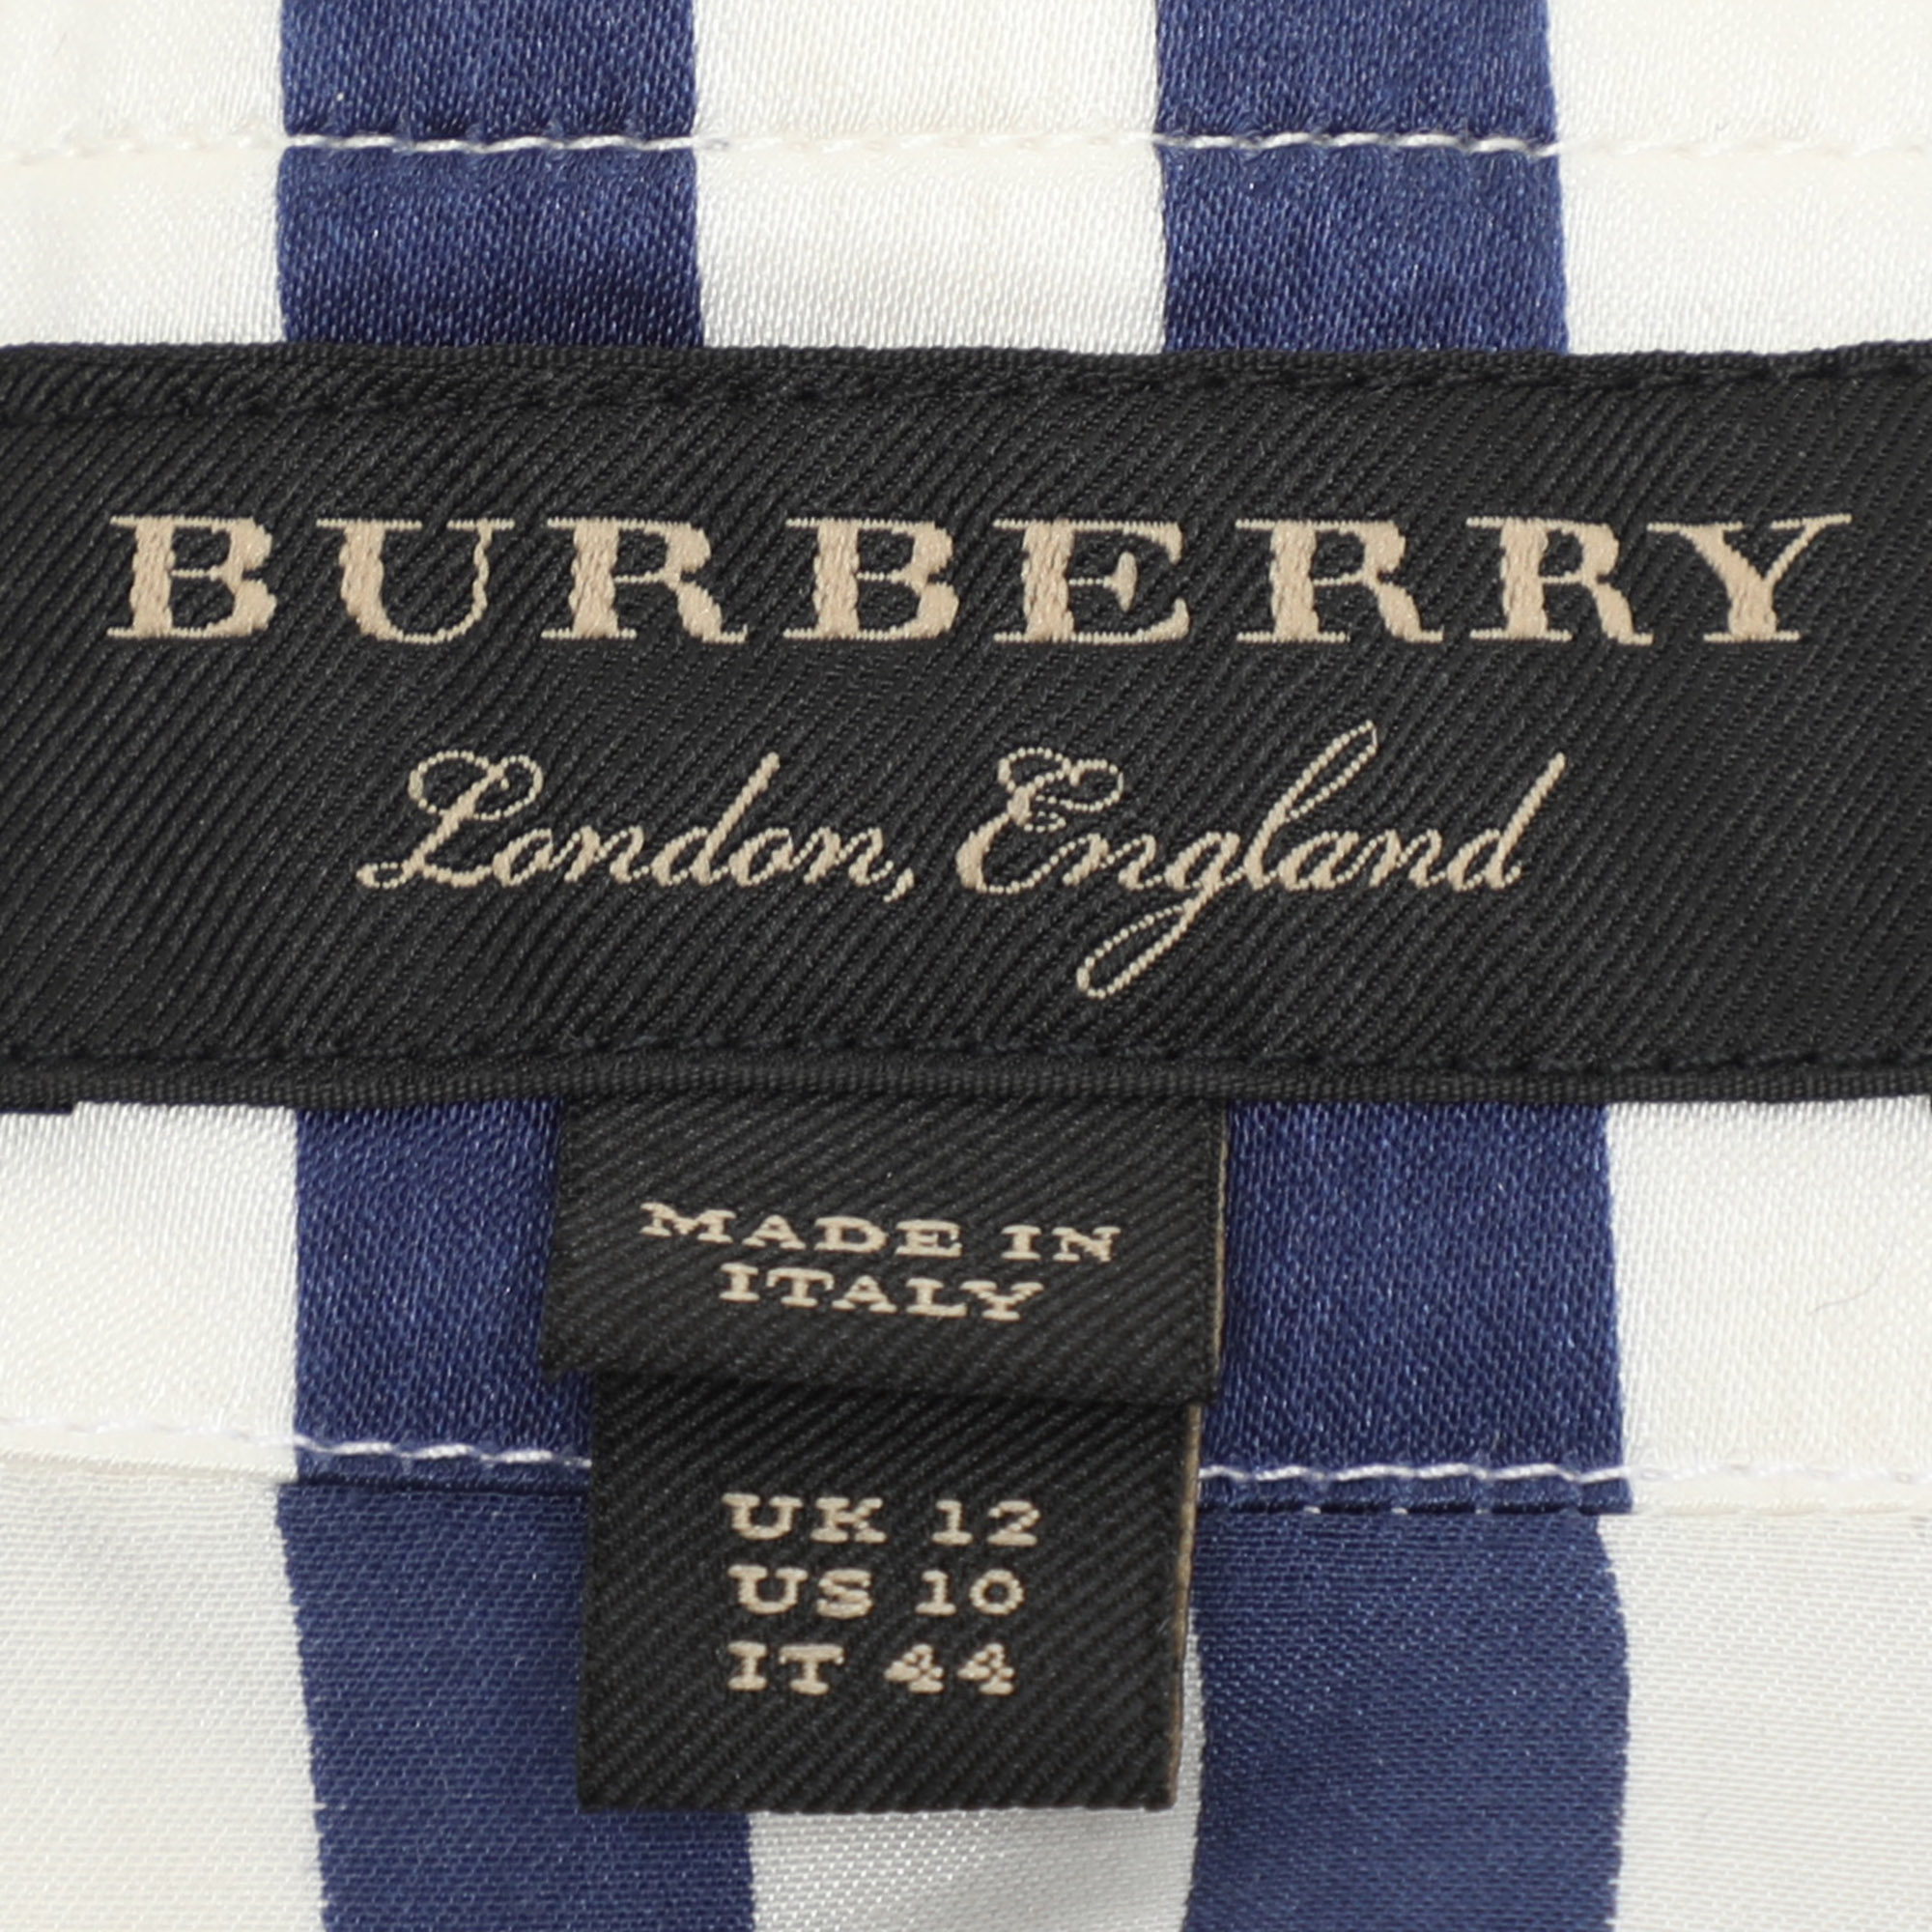 BURBERRY
London, England
MADE IN
ITALY
UK 12
US 10
IT 44